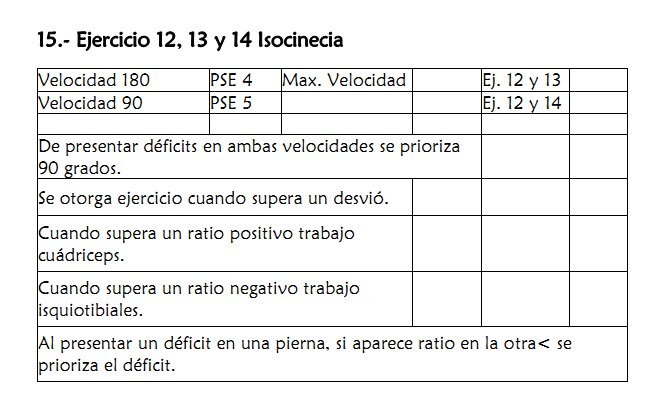 15.- Ejercicio 12, 13 y 14 Isocinecia
Velocidad 180 PSE 4 Max. Velocidad Ej. 12 y 13
Velocidad 90 PSE 5 Ej. 12 y 14
De presentar déficits en ambas velocidades se prioriza
90 grados.
Se otorga ejercicio cuando supera un desvió.
Cuando supera un ratio positivo trabajo
cuádriceps.
Cuando supera un ratio negativo trabajo
isquiotibiales.
Al presentar un déficit en una pierna, si aparece ratio en la otra< se
prioriza el déficit.